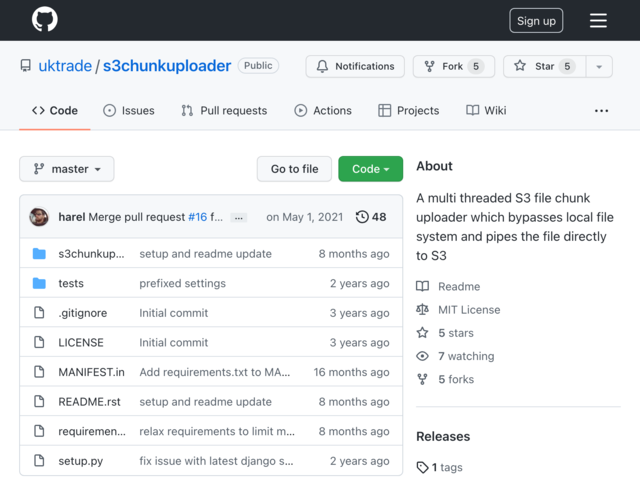 Sign up
uktrade / s3chunkuploader Public
Notifications
Fork 5
Star 5
Code
Issues
Pull requests
Actions
Projects
Wiki
...
master
Go to file
Code
harel Merge pull request #16 f... ... on May 1, 2021 48
s3chunkup... setup and readme update 8 months ago
tests prefixed settings 2 years ago
.gitignore Initial commit 3 years ago
LICENSE Initial commit 3 years ago
MANIFEST.in Add requirements.txt to MA... 16 months ago
README.rst setup and readme update 8 months ago
requiremen... relax requirements to limit m... 8 months ago
setup.py fix issue with latest django s... 2 years ago
About
A multi threaded S3 file chunk
uploader which bypasses local file
system and pipes the file directly
to S3
Readme
MIT License
5 stars
7 watching
5 forks
Releases
1 tags